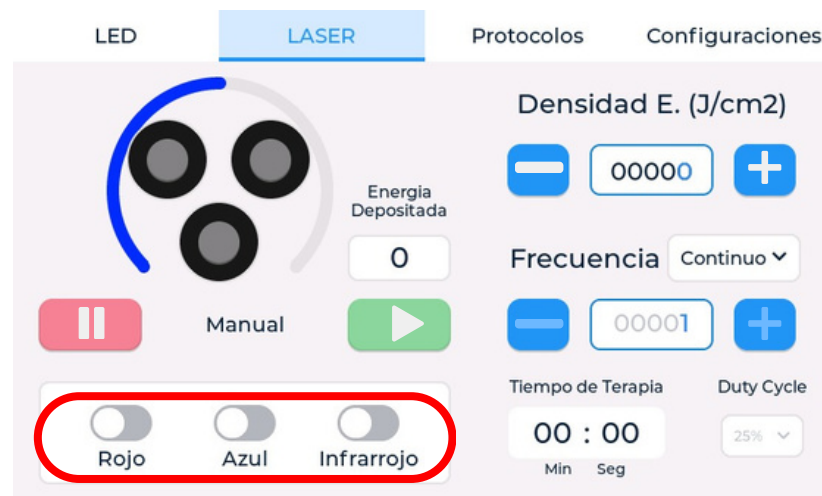 LED LASER Protocolos Configuraciones
Densidad E. (J/cm2)
00000
Energia
Depositada
0
Frecuencia Continuo
Manual
00001
Tiempo de Terapia Duty Cycle
00 : 00 25%
Min Seg
Rojo Azul Infrarrojo